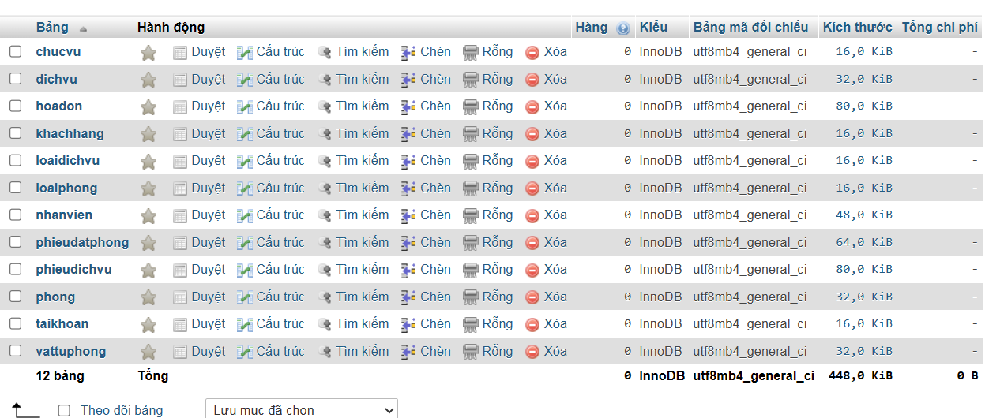 Bảng Hành động Hàng Kiểu Bảng mã đối chiếu Kích thước Tổng chi phí
chucvu Duyệt Cấu trúc Tìm kiếm Chèn Rỗng Xóa 0 InnoDB utf8mb4_general_ci 16,0 KiB -
dichvu Duyệt Cấu trúc Tìm kiếm Chèn Rỗng Xóa 0 InnoDB utf8mb4_general_ci 32,0 KiB -
hoadon Duyệt Cấu trúc Tìm kiếm Chèn Rỗng Xóa 0 InnoDB utf8mb4_general_ci 80,0 KiB -
khachhang Duyệt Cấu trúc Tìm kiếm Chèn Rỗng Xóa 0 InnoDB utf8mb4_general_ci 16,0 KiB -
loaidichvu Duyệt Cấu trúc Tìm kiếm Chèn Rỗng Xóa 0 InnoDB utf8mb4_general_ci 16,0 KiB -
loaiphong Duyệt Cấu trúc Tìm kiếm Chèn Rỗng Xóa 0 InnoDB utf8mb4_general_ci 16,0 KiB -
nhanvien Duyệt Cấu trúc Tìm kiếm Chèn Rỗng Xóa 0 InnoDB utf8mb4_general_ci 48,0 KiB -
phieudatphong Duyệt Cấu trúc Tìm kiếm Chèn Rỗng Xóa 0 InnoDB utf8mb4_general_ci 64,0 KiB -
phieudichvu Duyệt Cấu trúc Tìm kiếm Chèn Rỗng Xóa 0 InnoDB utf8mb4_general_ci 80,0 KiB -
phong Duyệt Cấu trúc Tìm kiếm Chèn Rỗng Xóa 0 InnoDB utf8mb4_general_ci 32,0 KiB -
taikhoan Duyệt Cấu trúc Tìm kiếm Chèn Rỗng Xóa 0 InnoDB utf8mb4_general_ci 16,0 KiB -
vattuphong Duyệt Cấu trúc Tìm kiếm Chèn Rỗng Xóa 0 InnoDB utf8mb4_general_ci 32,0 KiB -
12 bảng Tổng 0 InnoDB utf8mb4_general_ci 448,0 KiB 0 B
Theo dõi bảng Lưu mục đã chọn